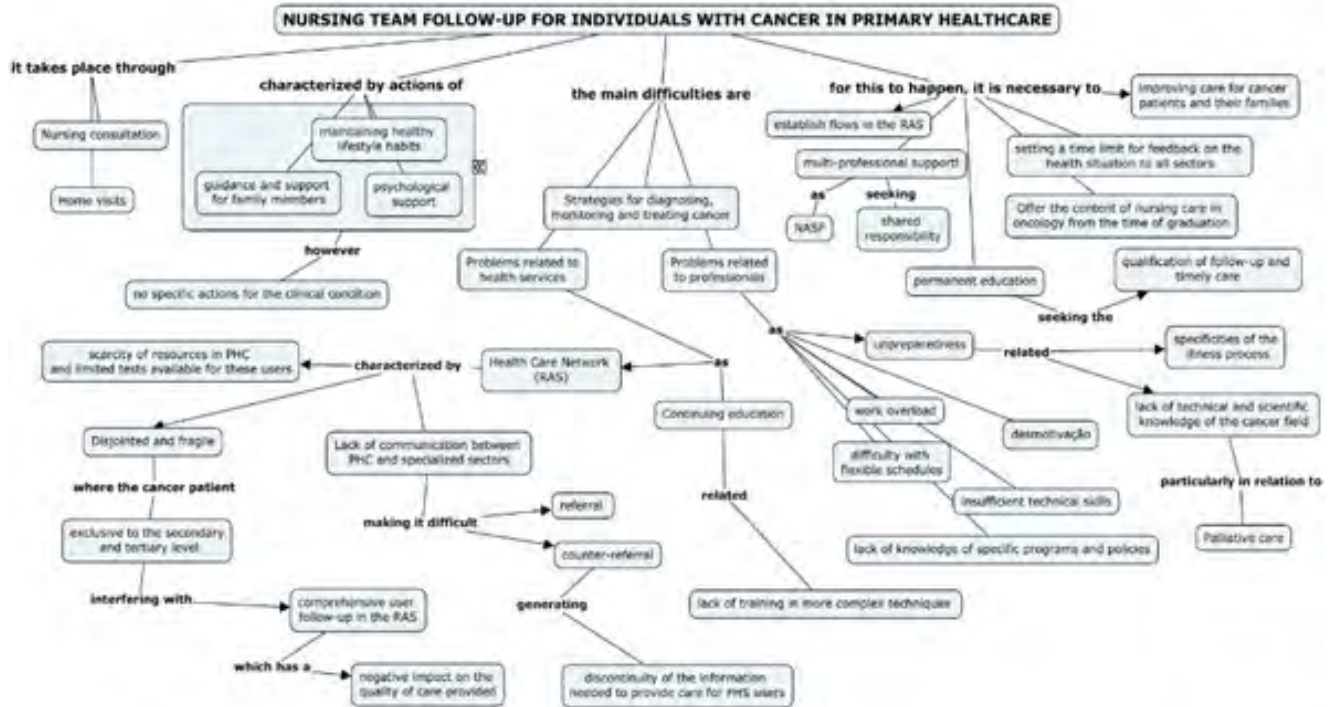 NURSING TEAM FOLLOW-UP FOR INDIVIDUALS WITH CANCER IN PRIMARY HEALTHCARE
it takes place through
Nursing consultation
Home visits
characterized by actions of
maintaining healthy
lifestyle habits
guidance and support
for family members
psychological
support
however
no specific actions for the clinical condition
the main difficulties are
Strategies for diagnosing,
monitoring and treating cancer
Problems related to
health services
Problems related
to professionals
for this to happen, it is necessary to
improving care for cancer
patients and their families
establish flows in the RAS
multi-professional support!
as
NASF
seeking
shared
responsibility
setting a time limit for feedback on the
health situation to all sectors
Offer the content of nursing care in
oncology from the time of graduation
permanent education
seeking the
qualification of follow-up and
timely care
as
unpreparedness
related
specificities of the
illness process
lack of technical and scientific
knowledge of the cancer field
particularly in relation to
Palliative care
work overload
desmotivação
difficulty with
flexible schedules
insufficient technical skills
lack of knowledge of specific programs and policies
as
Health Care Network
(RAS)
Continuing education
related
lack of training in more complex techniques
characterized by
scarcity of resources in PHC
and limited tests available for these users
Disjointed and fragile
where the cancer patient
exclusive to the secondary
and tertiary level
interfering with
comprehensive user
follow-up in the RAS
which has a
negative impact on the
quality of care provided
Lack of communication between
PHC and specialized sectors
making it difficult
referral
counter-referral
generating
discontinuity of the information
needed to provide care for PHS users